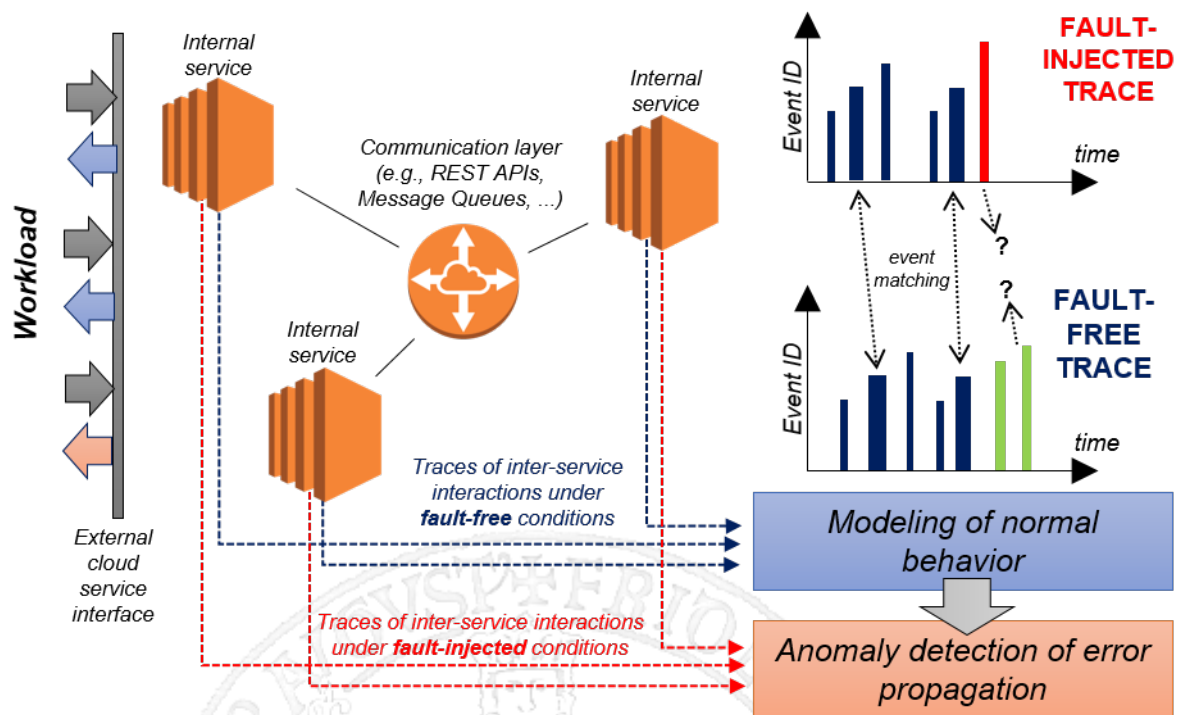 Internal
service
Internal
service
Communication layer
(e.g., REST APIs,
Message Queues, ...)
Internal
service
Workload
External
cloud
service
interface
Traces of inter-service
interactions under
fault-free conditions
Traces of inter-service interactions
under fault-injected conditions
Event ID
time
FAULT-
INJECTED
TRACE
?
event
matching
?
Event ID
time
FAULT-
FREE
TRACE
Modeling of normal
behavior
Anomaly detection of error
propagation